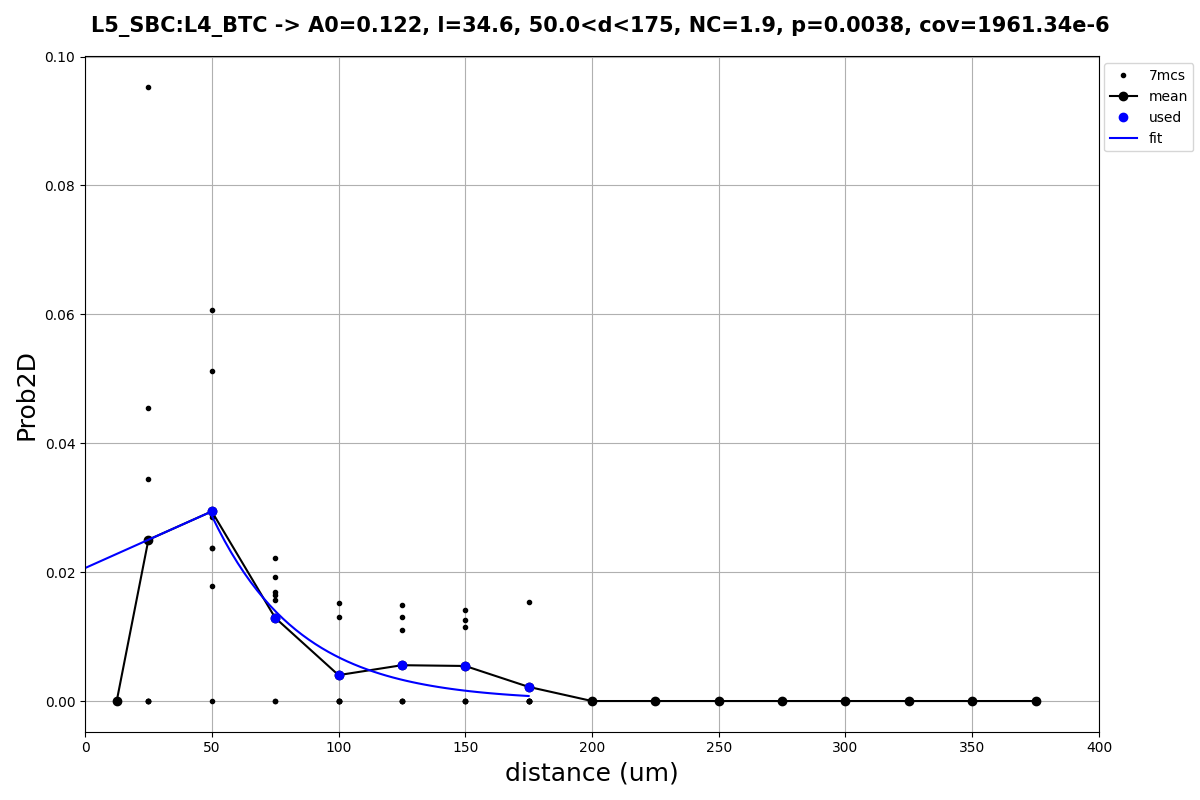 L5_SBC:L4_BTC -> A0=0.122, l=34.6, 50.0<d<175, NC=1.9, p=0.0038, cov=1961.34e-6
7mcs
mean
used
fit
Prob2D
0.10
0.08
0.06
0.04
0.02
0.00
0 50 100 150 200 250 300 350 400
distance (um)